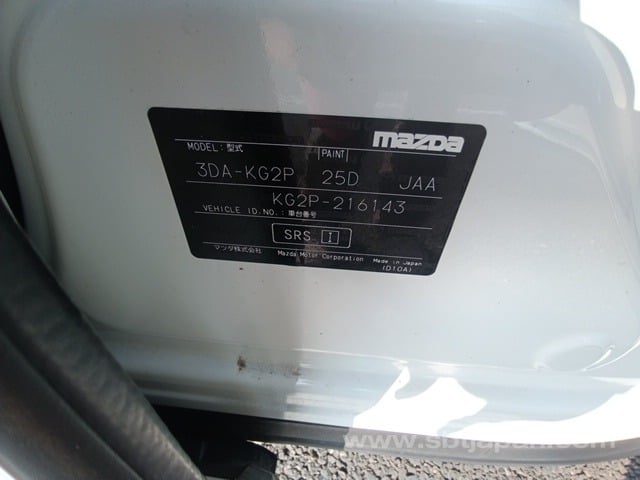 mazda
MODEL: 型式 PAINT
3DA-KG2P 25D JAA
KG2P-216143
VEHICLE ID.NO.: 車台番号
SRS I
マツダ株式会社 Mazda Motor Corporation Made in Japan
(D10A)
www.sbtjapan.com